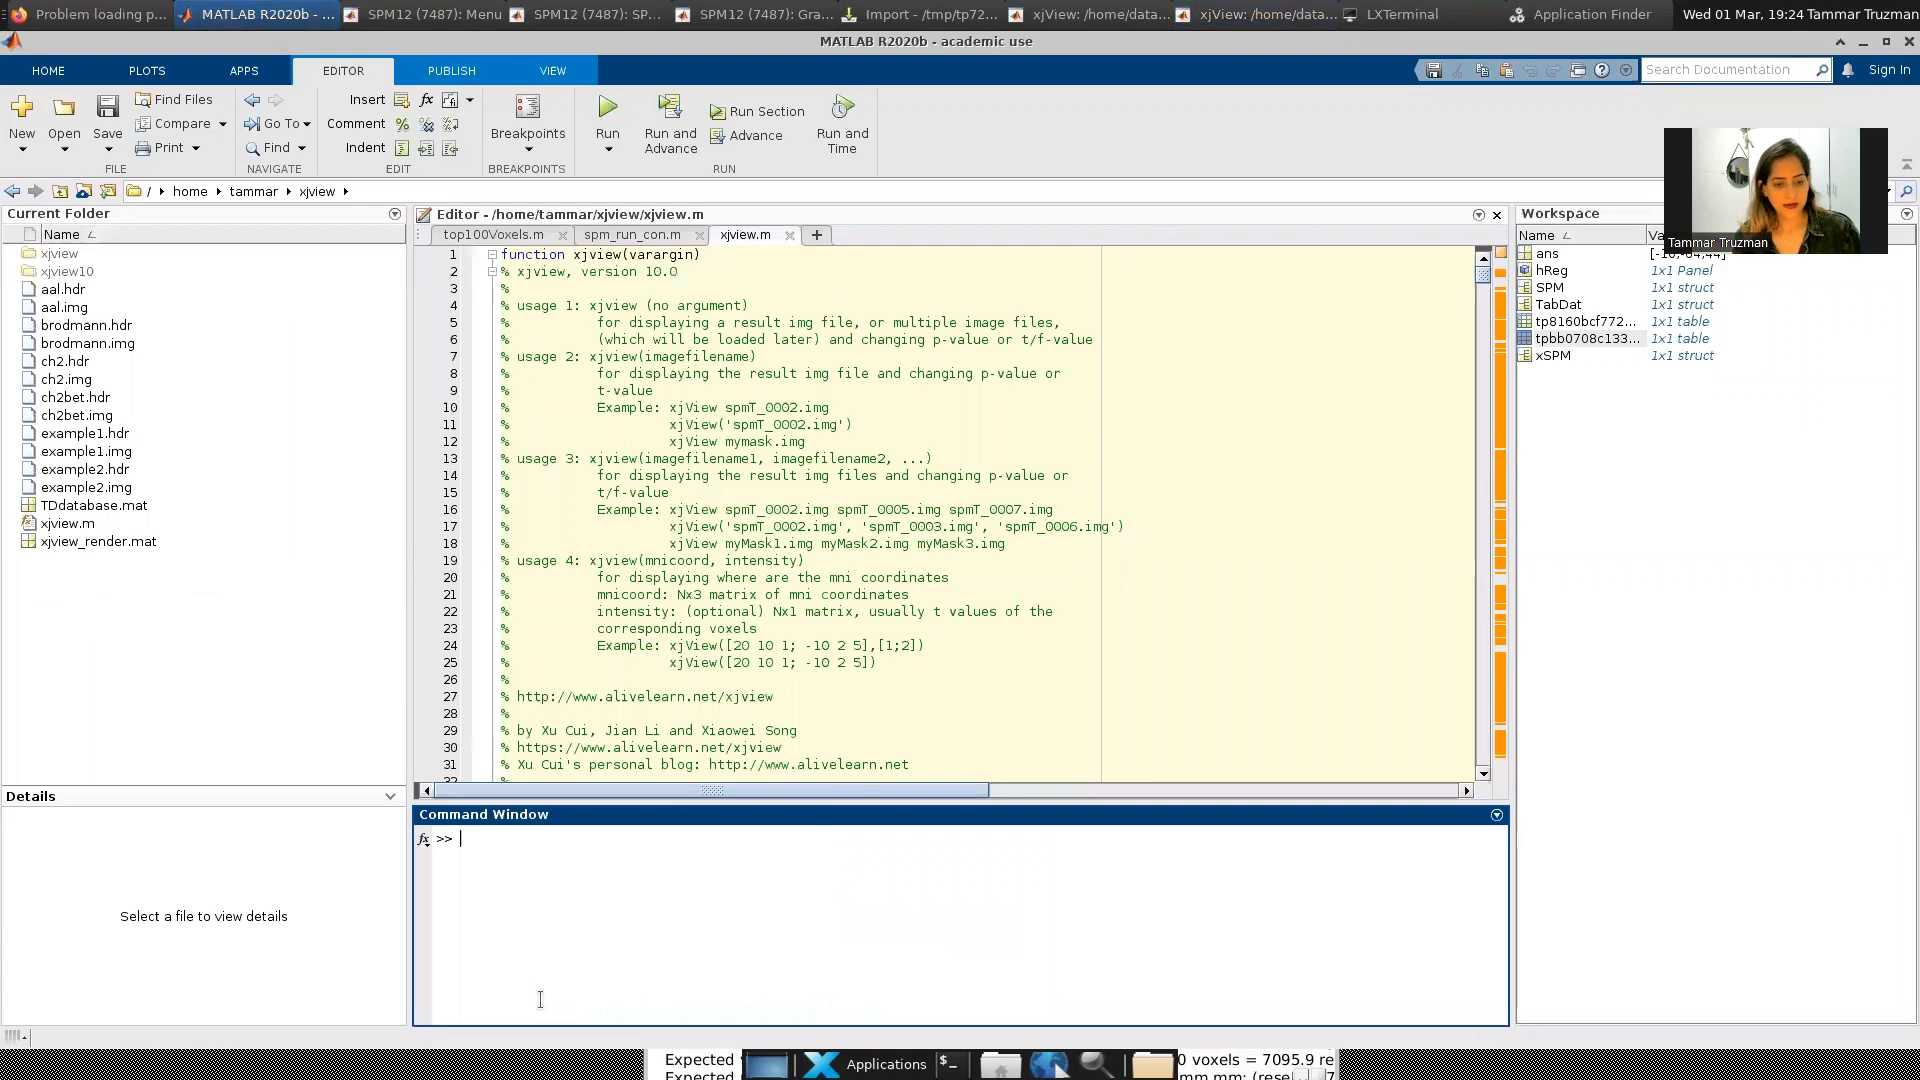 Problem loading p...
MATLAB R2020b - ...
SPM12 (7487): Menu
SPM12 (7487): SP...
SPM12 (7487): Gra...
Import - /tmp/tp72...
xjView: /home/data...
xjView: /home/data...
LXTerminal
Application Finder
Wed 01 Mar, 19:24 Tammar Truzman
MATLAB R2020b - academic use
HOME
PLOTS
APPS
EDITOR
PUBLISH
VIEW
Search Documentation
Sign In
New
Open
Save
Find Files
Compare
Print
Go To
Find
Insert
Comment
Indent
Breakpoints
Run
Run and Advance
Run Section
Advance
Run and Time
FILE
NAVIGATE
EDIT
BREAKPOINTS
RUN
/ home tammar xjview
Current Folder
Name
xjview
xjview10
aal.hdr
aal.img
brodmann.hdr
brodmann.img
ch2.hdr
ch2.img
ch2bet.hdr
ch2bet.img
example1.hdr
example1.img
example2.hdr
example2.img
TDdatabase.mat
xjview.m
xjview_render.mat
Details
Select a file to view details
Editor - /home/tammar/xjview/xjview.m
top100Voxels.m
spm_run_con.m
xjview.m
1 function xjview(varargin)
2 % xjview, version 10.0
3 %
4 % usage 1: xjview (no argument)
5 % for displaying a result img file, or multiple image files,
6 % (which will be loaded later) and changing p-value or t/f-value
7 % usage 2: xjview(imagefilename)
8 % for displaying the result img file and changing p-value or
9 % t-value
10 % Example: xjView spmT_0002.img
11 % xjView('spmT_0002.img')
12 % xjView mymask.img
13 % usage 3: xjview(imagefilename1, imagefilename2, ...)
14 % for displaying the result img files and changing p-value or
15 % t/f-value
16 % Example: xjView spmT_0002.img spmT_0005.img spmT_0007.img
17 % xjView('spmT_0002.img', 'spmT_0003.img', 'spmT_0006.img')
18 % xjView myMask1.img myMask2.img myMask3.img
19 % usage 4: xjview(mnicoord, intensity)
20 % for displaying where are the mni coordinates
21 % mnicoord: Nx3 matrix of mni coordinates
22 % intensity: (optional) Nx1 matrix, usually t values of the
23 % corresponding voxels
24 % Example: xjView([20 10 1; -10 2 5],[1;2])
25 % xjView([20 10 1; -10 2 5])
26 %
27 % http://www.alivelearn.net/xjview
28 %
29 % by Xu Cui, Jian Li and Xiaowei Song
30 % https://www.alivelearn.net/xjview
31 % Xu Cui's personal blog: http://www.alivelearn.net
Command Window
fx >>
Workspace
Name
Tammar Truzman
ans
hReg 1x1 Panel
SPM 1x1 struct
TabDat 1x1 struct
tp8160bcf772... 1x1 table
tpbb0708c133... 1x1 table
xSPM 1x1 struct
Expected
Applications
0 voxels = 7095.9 re